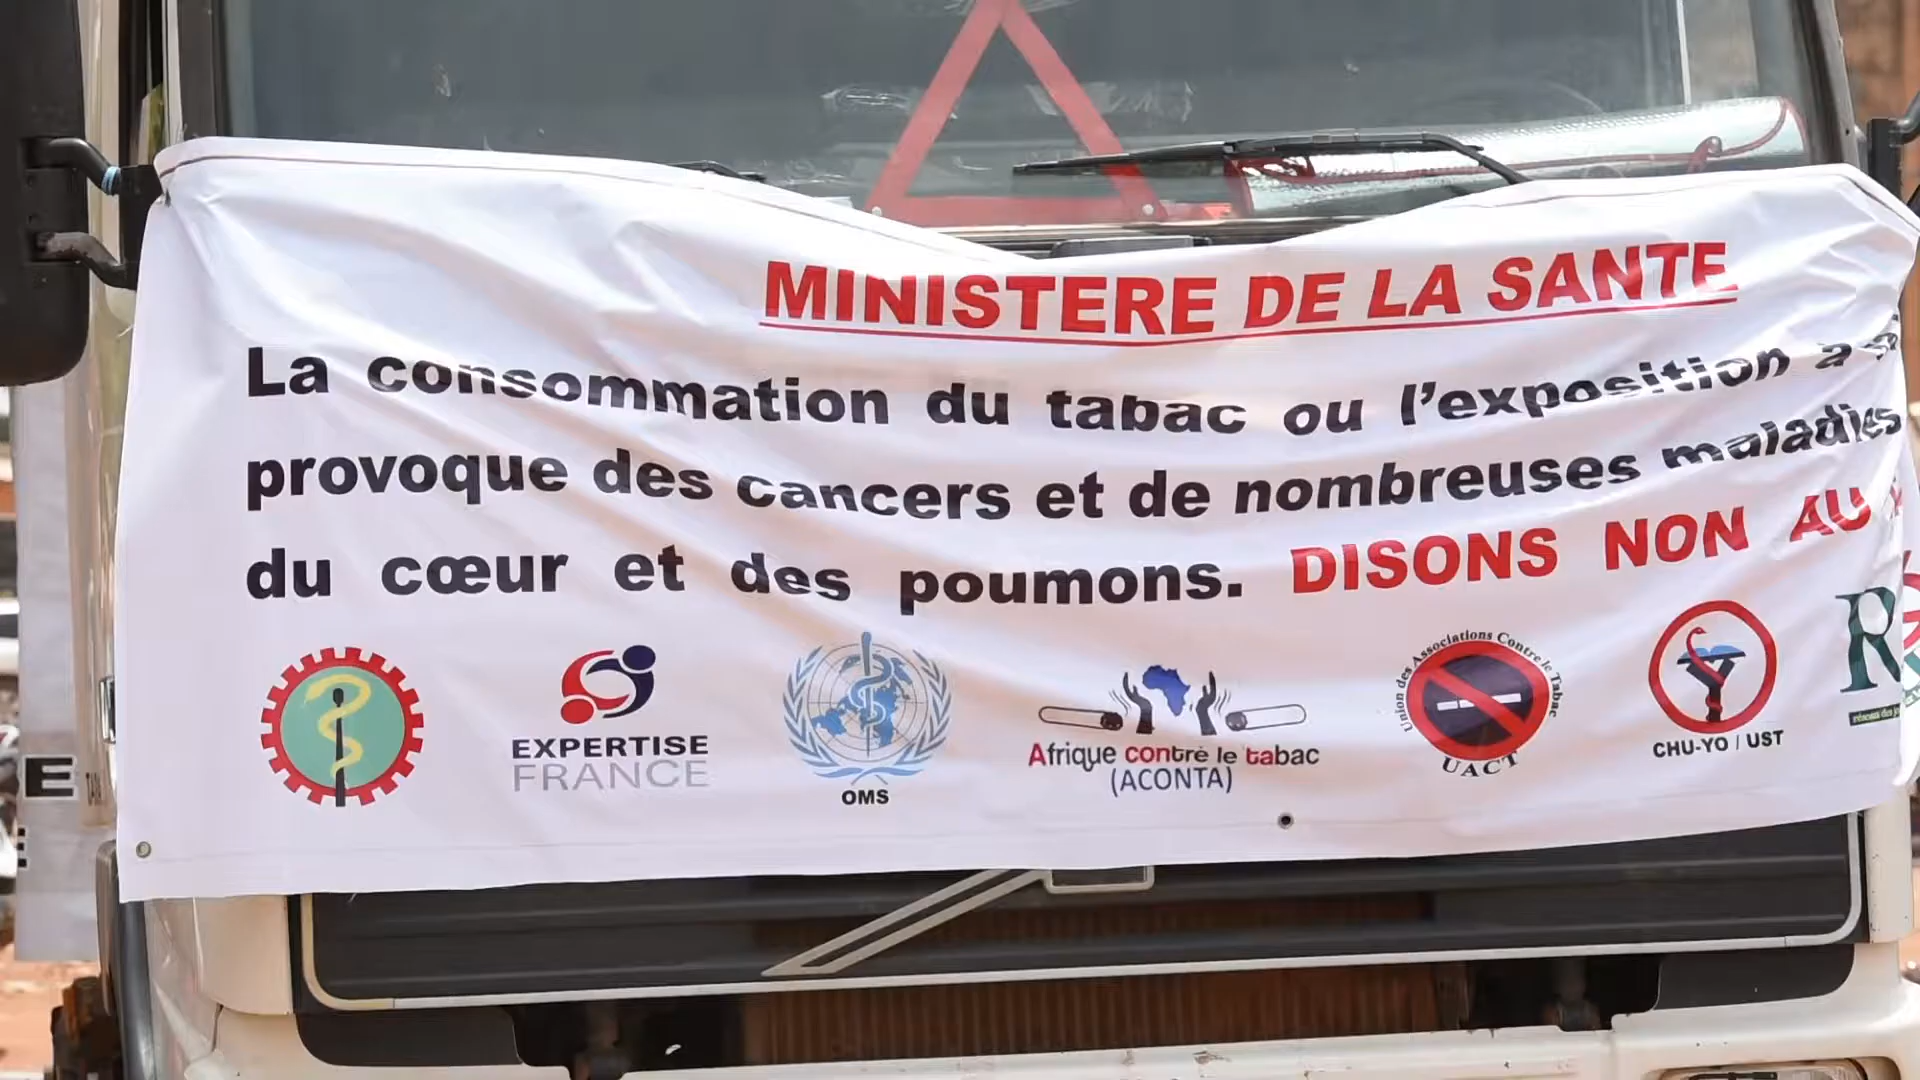 MINISTERE DE LA SANTE
La consommation du tabac ou l'exposition à
provoque des cancers et de nombreuses maladies
du cœur et des poumons. DISONS NON AU
EXPERTISE
FRANCE
OMS
Afrique contre le tabac
(ACONTA)
Union des Associations Contre le Tabac
UACT
CHU-YO / UST
R
réseau des
E